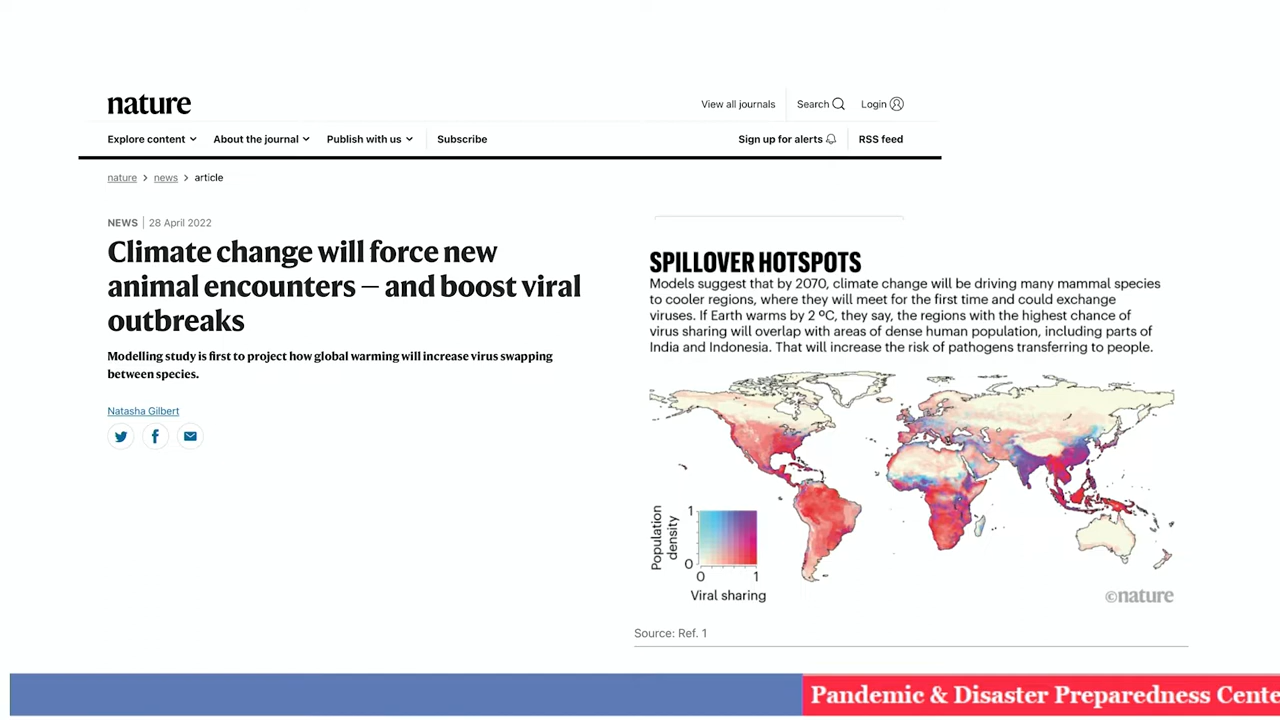 nature
View all journals
Search
Login
Explore content
About the journal
Publish with us
Subscribe
Sign up for alerts
RSS feed
nature > news > article
NEWS | 28 April 2022
Climate change will force new
animal encounters — and boost viral
outbreaks
Modelling study is first to project how global warming will increase virus swapping
between species.
Natasha Gilbert
SPILLOVER HOTSPOTS
Models suggest that by 2070, climate change will be driving many mammal species
to cooler regions, where they will meet for the first time and could exchange
viruses. If Earth warms by 2 ºC, they say, the regions with the highest chance of
virus sharing will overlap with areas of dense human population, including parts of
India and Indonesia. That will increase the risk of pathogens transferring to people.
Population
density
1
0
0
1
Viral sharing
©nature
Source: Ref. 1
Pandemic & Disaster Preparedness Cente